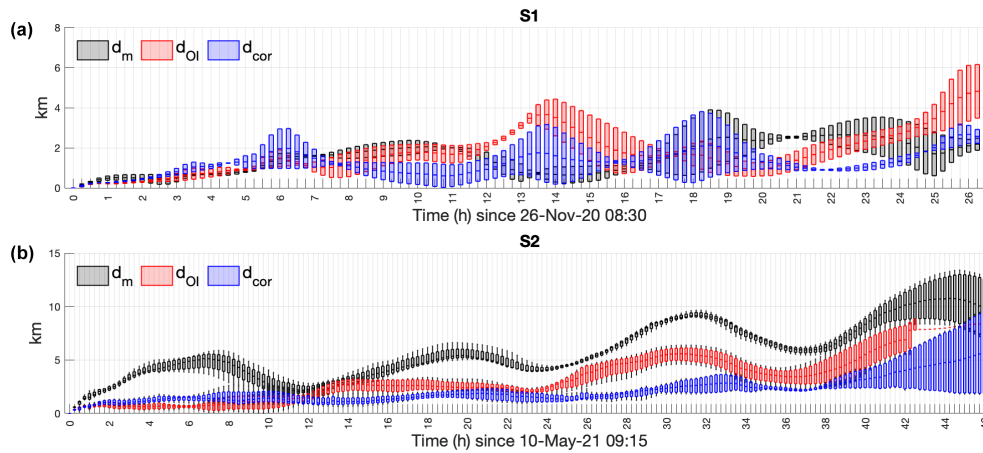 S1
(a)
8
6
4
2
0
km
d_m d_OI d_cor
0 1 2 3 4 5 6 7 8 9 10 11 12 13 14 15 16 17 18 19 20 21 22 23 24 25 26
Time (h) since 26-Nov-20 08:30
S2
(b)
15
10
5
0
km
d_m d_OI d_cor
0 2 4 6 8 10 12 14 16 18 20 22 24 26 28 30 32 34 36 38 40 42 44
Time (h) since 10-May-21 09:15